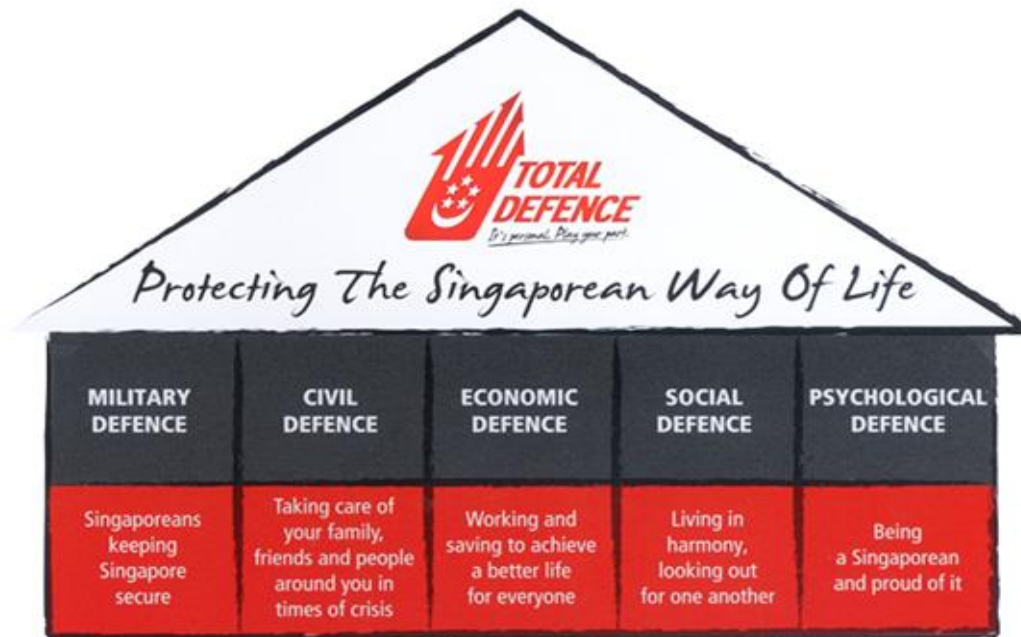 TOTAL
DEFENCE
It's personal. Play your part.
Protecting The Singaporean Way Of Life
MILITARY
DEFENCE
CIVIL
DEFENCE
ECONOMIC
DEFENCE
SOCIAL
DEFENCE
PSYCHOLOGICAL
DEFENCE
Singaporeans
keeping
Singapore
secure
Taking care of
your family,
friends and people
around you in
times of crisis
Working and
saving to achieve
a better life
for everyone
Living in
harmony,
looking out
for one another
Being
a Singaporean
and proud of it